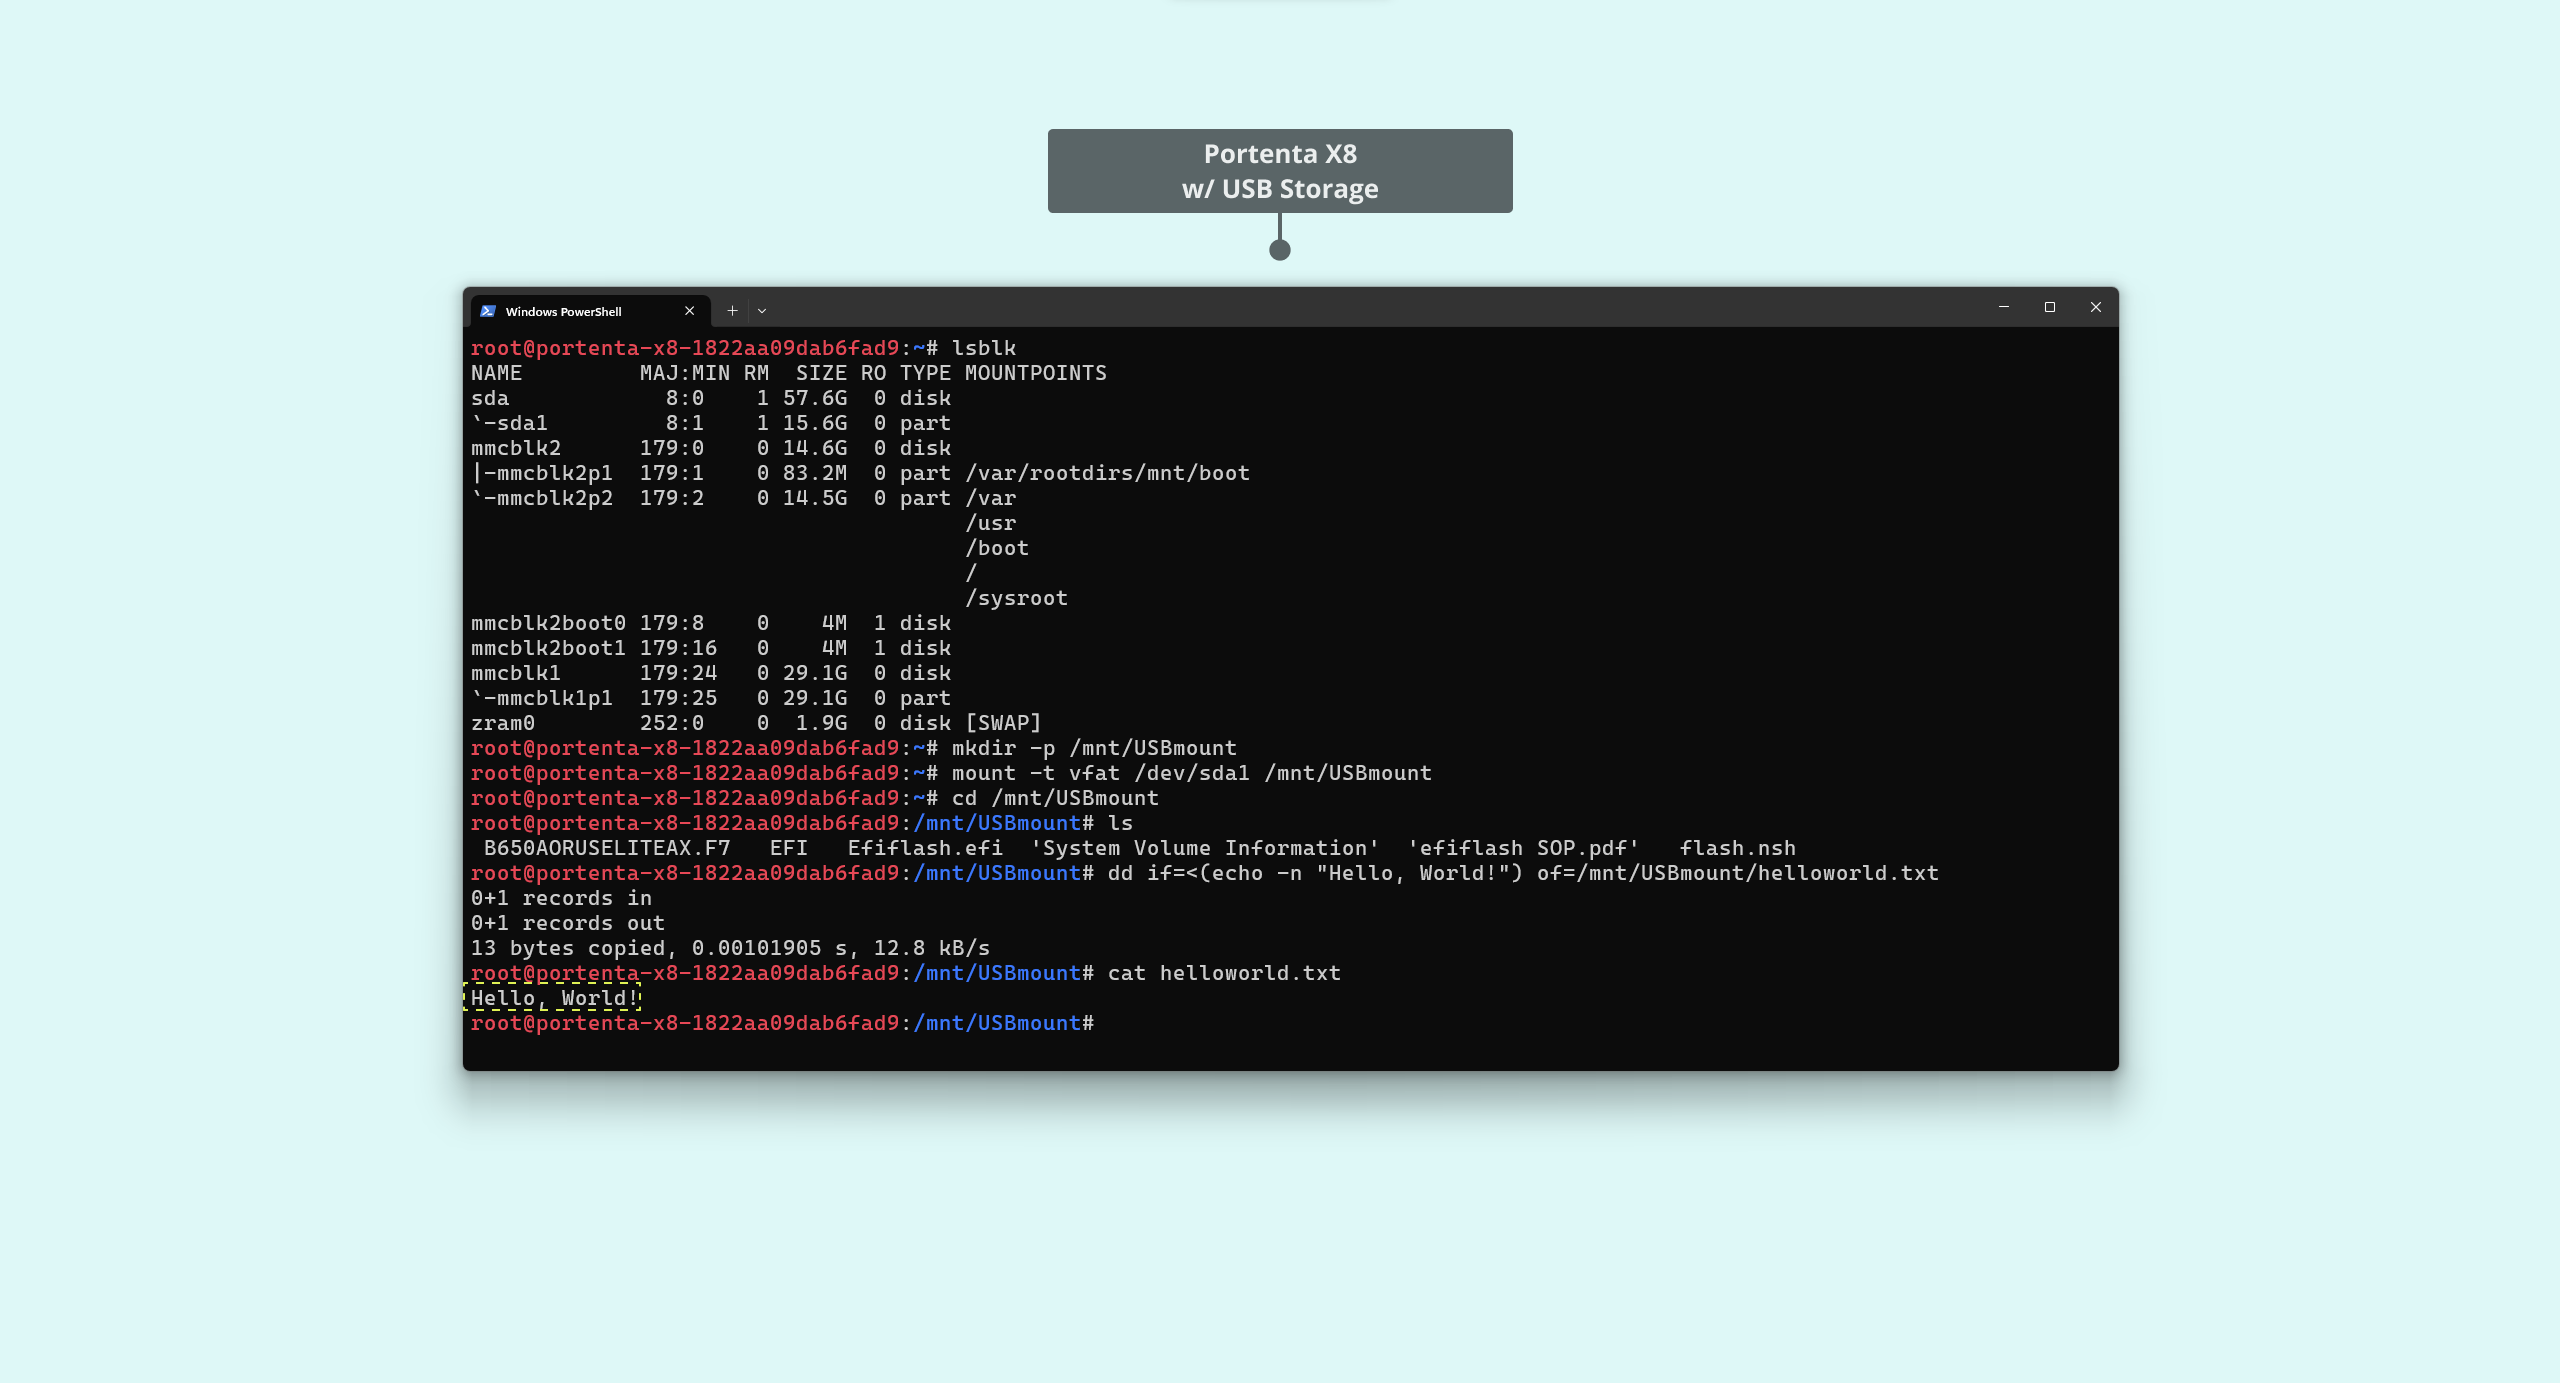 Portenta X8
w/ USB Storage
Windows PowerShell
root@portenta-x8-1822aa09dab6fad9:~# lsblk
NAME         MAJ:MIN RM  SIZE RO TYPE MOUNTPOINTS
sda            8:0    1 57.6G  0 disk
`-sda1         8:1    1 15.6G  0 part
mmcblk2      179:0    0 14.6G  0 disk
|-mmcblk2p1  179:1    0 83.2M  0 part /var/rootdirs/mnt/boot
`-mmcblk2p2  179:2    0 14.5G  0 part /var
                                      /usr
                                      /boot
                                      /
                                      /sysroot
mmcblk2boot0 179:8    0    4M  1 disk
mmcblk2boot1 179:16   0    4M  1 disk
mmcblk1      179:24   0 29.1G  0 disk
`-mmcblk1p1  179:25   0 29.1G  0 part
zram0        252:0    0  1.9G  0 disk [SWAP]
root@portenta-x8-1822aa09dab6fad9:~# mkdir -p /mnt/USBmount
root@portenta-x8-1822aa09dab6fad9:~# mount -t vfat /dev/sda1 /mnt/USBmount
root@portenta-x8-1822aa09dab6fad9:~# cd /mnt/USBmount
root@portenta-x8-1822aa09dab6fad9:/mnt/USBmount# ls
 B650AORUSELITEAX.F7   EFI   Efiflash.efi  'System Volume Information'  'efiflash SOP.pdf'   flash.nsh
root@portenta-x8-1822aa09dab6fad9:/mnt/USBmount# dd if=<(echo -n "Hello, World!") of=/mnt/USBmount/helloworld.txt
0+1 records in
0+1 records out
13 bytes copied, 0.00101905 s, 12.8 kB/s
root@portenta-x8-1822aa09dab6fad9:/mnt/USBmount# cat helloworld.txt
Hello, World!
root@portenta-x8-1822aa09dab6fad9:/mnt/USBmount#